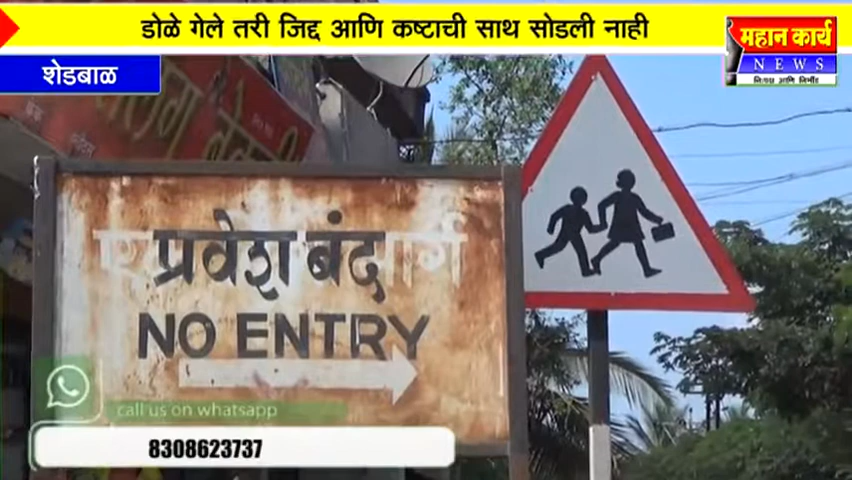 डोळे गेले तरी जिद्द आणि कष्टाची साथ सोडली नाही
महान कार्य
NEWS
शेडबाळ
प्रवेश बंद
NO ENTRY
call us on whatsapp
8308623737